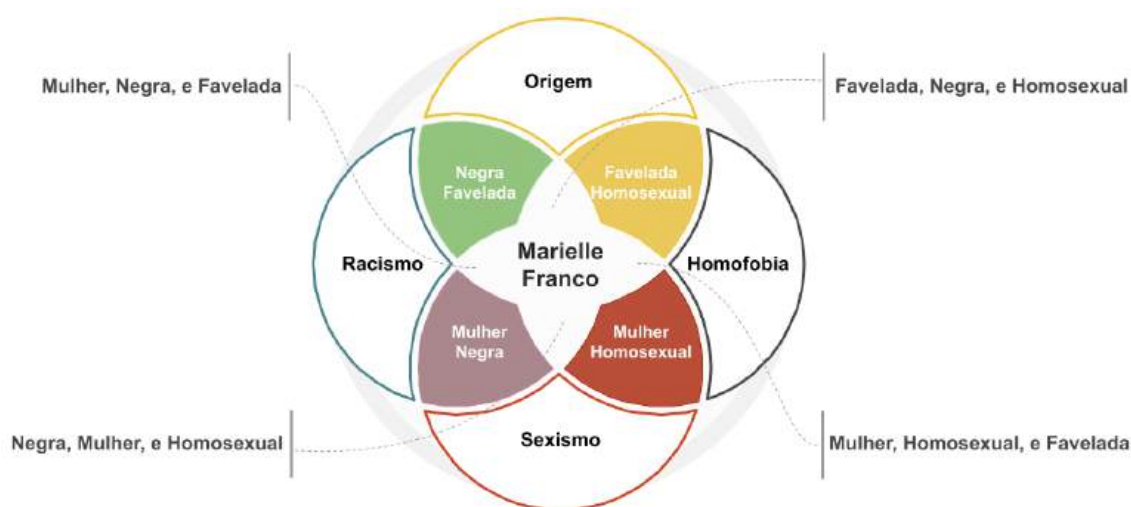 Origem
Mulher, Negra, e Favelada
Favelada, Negra, e Homosexual
Negra
Favelada
Favelada
Homosexual
Racismo
Marielle
Franco
Homofobia
Mulher
Negra
Mulher
Homosexual
Sexismo
Negra, Mulher, e Homosexual
Mulher, Homosexual, e Favelada